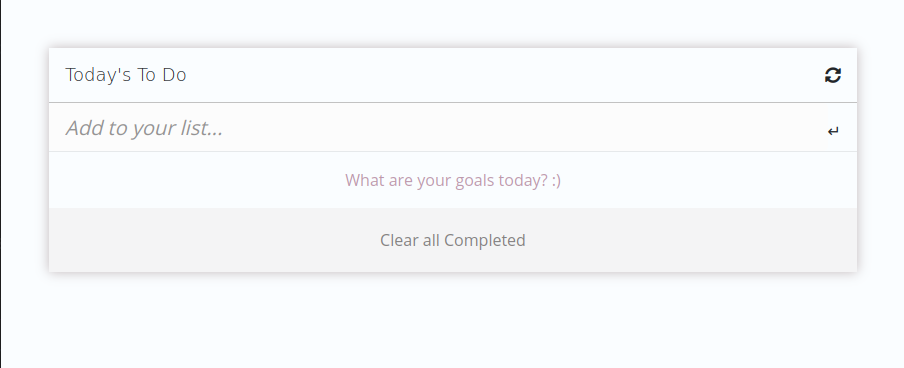 Today's To Do
Add to your list...
What are your goals today? :)
Clear all Completed